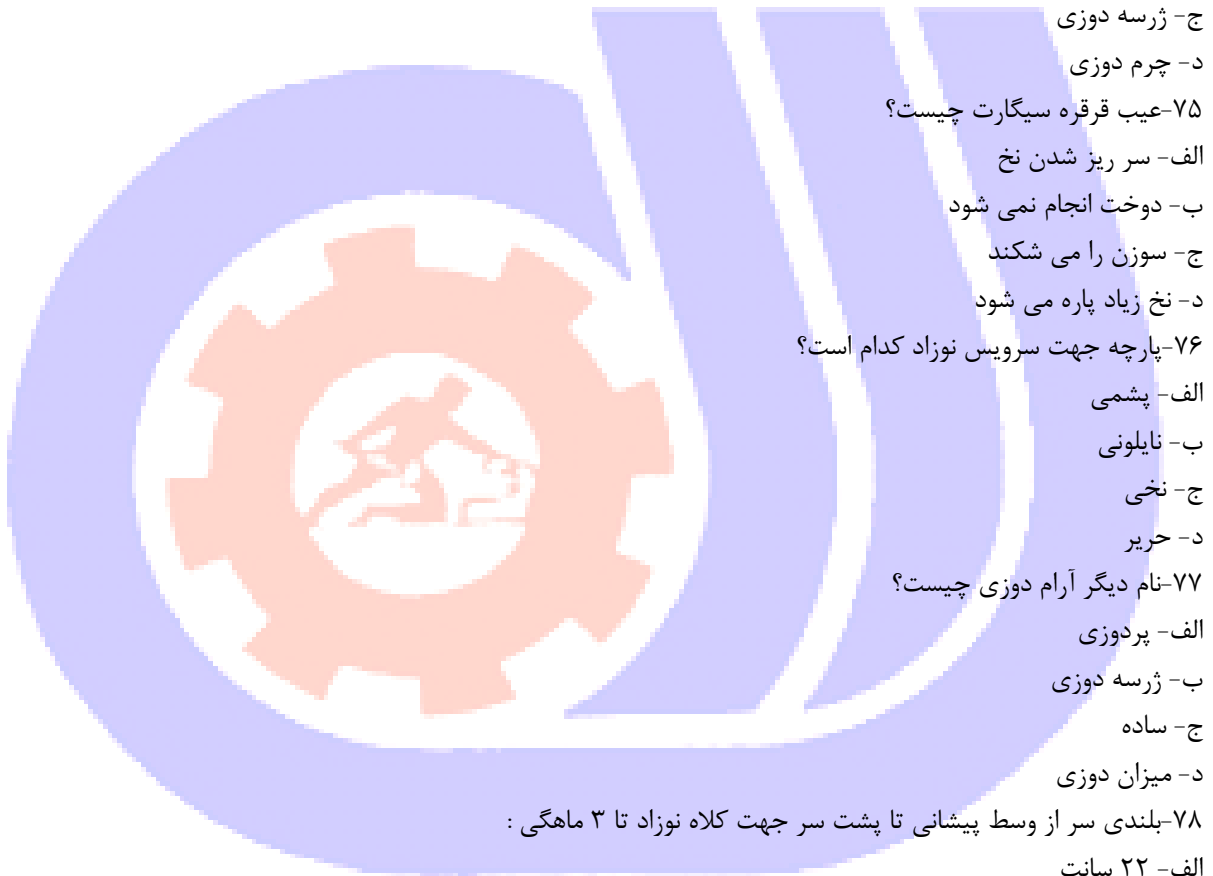 ج- ژرسه دوزی
د- چرم دوزی
۷۵-عیب قرقره سیگارت چیست؟
الف- سر ریز شدن نخ
ب- دوخت انجام نمی شود
ج- سوزن را می شکند
د- نخ زیاد پاره می شود
۷۶-پارچه جهت سرویس نوزاد کدام است؟
الف- پشمی
ب- نایلونی
ج- نخی
د- حریر
۷۷-نام دیگر آرام دوزی چیست؟
الف- پردوزی
ب- ژرسه دوزی
ج- ساده
د- میزان دوزی
۷۸-بلندی سر از وسط پیشانی تا پشت سر جهت کلاه نوزاد تا ۳ ماهگی :
الف- ۲۲ سانت